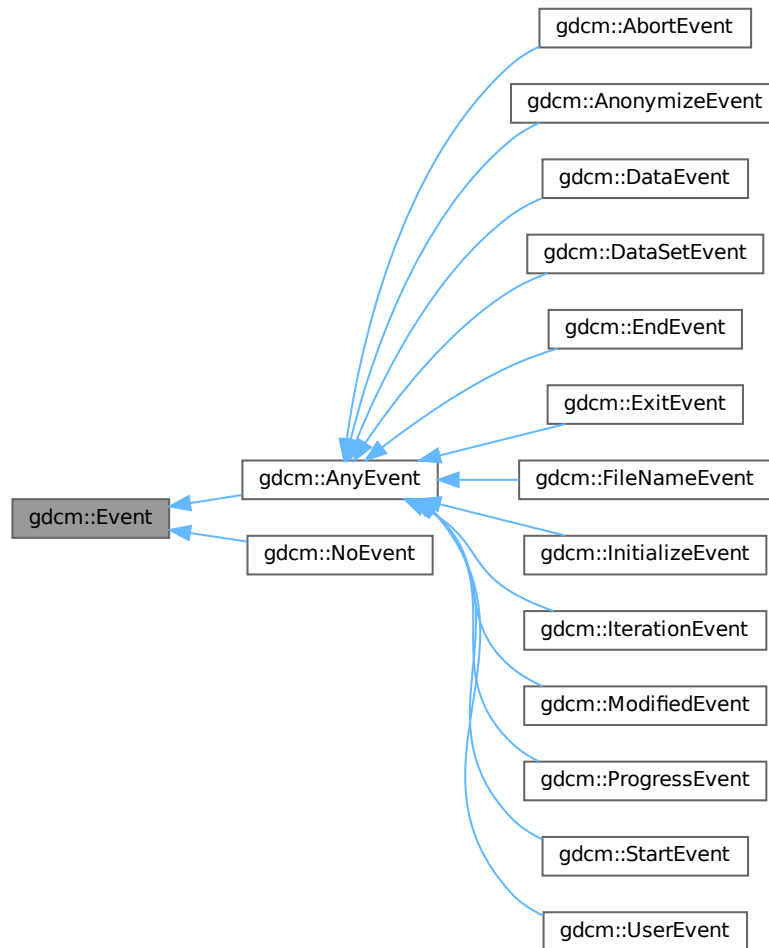 gdcm::AbortEvent
gdcm::AnonymizeEvent
gdcm::DataEvent
gdcm::DataSetEvent
gdcm::EndEvent
gdcm::ExitEvent
gdcm::AnyEvent
gdcm::FileNameEvent
gdcm::Event
gdcm::NoEvent
gdcm::InitializeEvent
gdcm::IterationEvent
gdcm::ModifiedEvent
gdcm::ProgressEvent
gdcm::StartEvent
gdcm::UserEvent